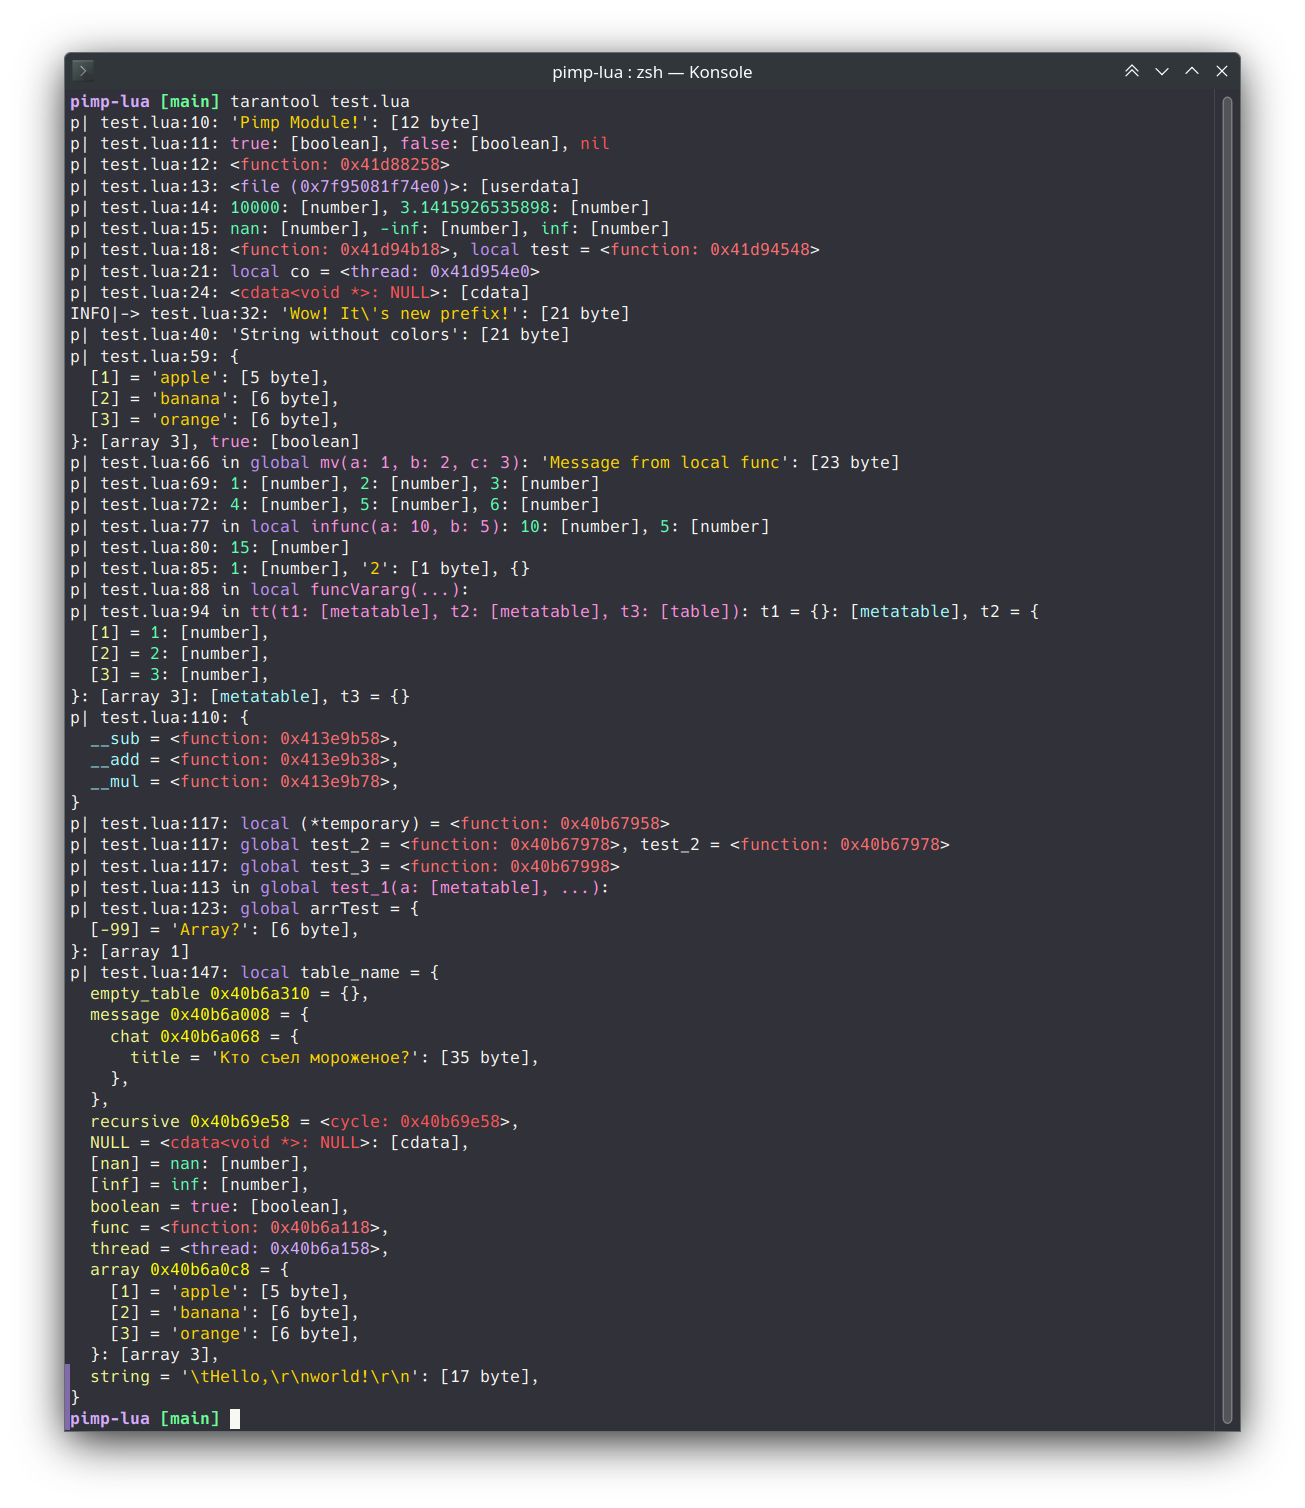 pimp-lua : zsh — Konsole
pimp-lua [main] tarantool test.lua
p| test.lua:10: 'Pimp Module!': [12 byte]
p| test.lua:11: true: [boolean], false: [boolean], nil
p| test.lua:12: <function: 0x41d88258>
p| test.lua:13: <file (0x7f95081f74e0)>: [userdata]
p| test.lua:14: 10000: [number], 3.1415926535898: [number]
p| test.lua:15: nan: [number], -inf: [number], inf: [number]
p| test.lua:18: <function: 0x41d94b18>, local test = <function: 0x41d94548>
p| test.lua:21: local co = <thread: 0x41d954e0>
p| test.lua:24: <cdata<void *>: NULL>: [cdata]
INFO|-> test.lua:32: 'Wow! It\'s new prefix!': [21 byte]
p| test.lua:40: 'String without colors': [21 byte]
p| test.lua:59: {
  [1] = 'apple': [5 byte],
  [2] = 'banana': [6 byte],
  [3] = 'orange': [6 byte],
}: [array 3], true: [boolean]
p| test.lua:66 in global mv(a: 1, b: 2, c: 3): 'Message from local func': [23 byte]
p| test.lua:69: 1: [number], 2: [number], 3: [number]
p| test.lua:72: 4: [number], 5: [number], 6: [number]
p| test.lua:77 in local infunc(a: 10, b: 5): 10: [number], 5: [number]
p| test.lua:80: 15: [number]
p| test.lua:85: 1: [number], '2': [1 byte], {}
p| test.lua:88 in local funcVararg(...):
p| test.lua:94 in tt(t1: [metatable], t2: [metatable], t3: [table]): t1 = {}: [metatable], t2 = {
  [1] = 1: [number],
  [2] = 2: [number],
  [3] = 3: [number],
}: [array 3]: [metatable], t3 = {}
p| test.lua:110: {
  __sub = <function: 0x413e9b58>,
  __add = <function: 0x413e9b38>,
  __mul = <function: 0x413e9b78>,
}
p| test.lua:117: local (*temporary) = <function: 0x40b67958>
p| test.lua:117: global test_2 = <function: 0x40b67978>, test_2 = <function: 0x40b67978>
p| test.lua:117: global test_3 = <function: 0x40b67998>
p| test.lua:113 in global test_1(a: [metatable], ...):
p| test.lua:123: global arrTest = {
  [-99] = 'Array?': [6 byte],
}: [array 1]
p| test.lua:147: local table_name = {
  empty_table 0x40b6a310 = {},
  message 0x40b6a008 = {
    chat 0x40b6a068 = {
      title = 'Кто съел мороженое?': [35 byte],
    },
  },
  recursive 0x40b69e58 = <cycle: 0x40b69e58>,
  NULL = <cdata<void *>: NULL>: [cdata],
  [nan] = nan: [number],
  [inf] = inf: [number],
  boolean = true: [boolean],
  func = <function: 0x40b6a118>,
  thread = <thread: 0x40b6a158>,
  array 0x40b6a0c8 = {
    [1] = 'apple': [5 byte],
    [2] = 'banana': [6 byte],
    [3] = 'orange': [6 byte],
  }: [array 3],
  string = '\tHello,\r\nworld!\r\n': [17 byte],
}
pimp-lua [main]